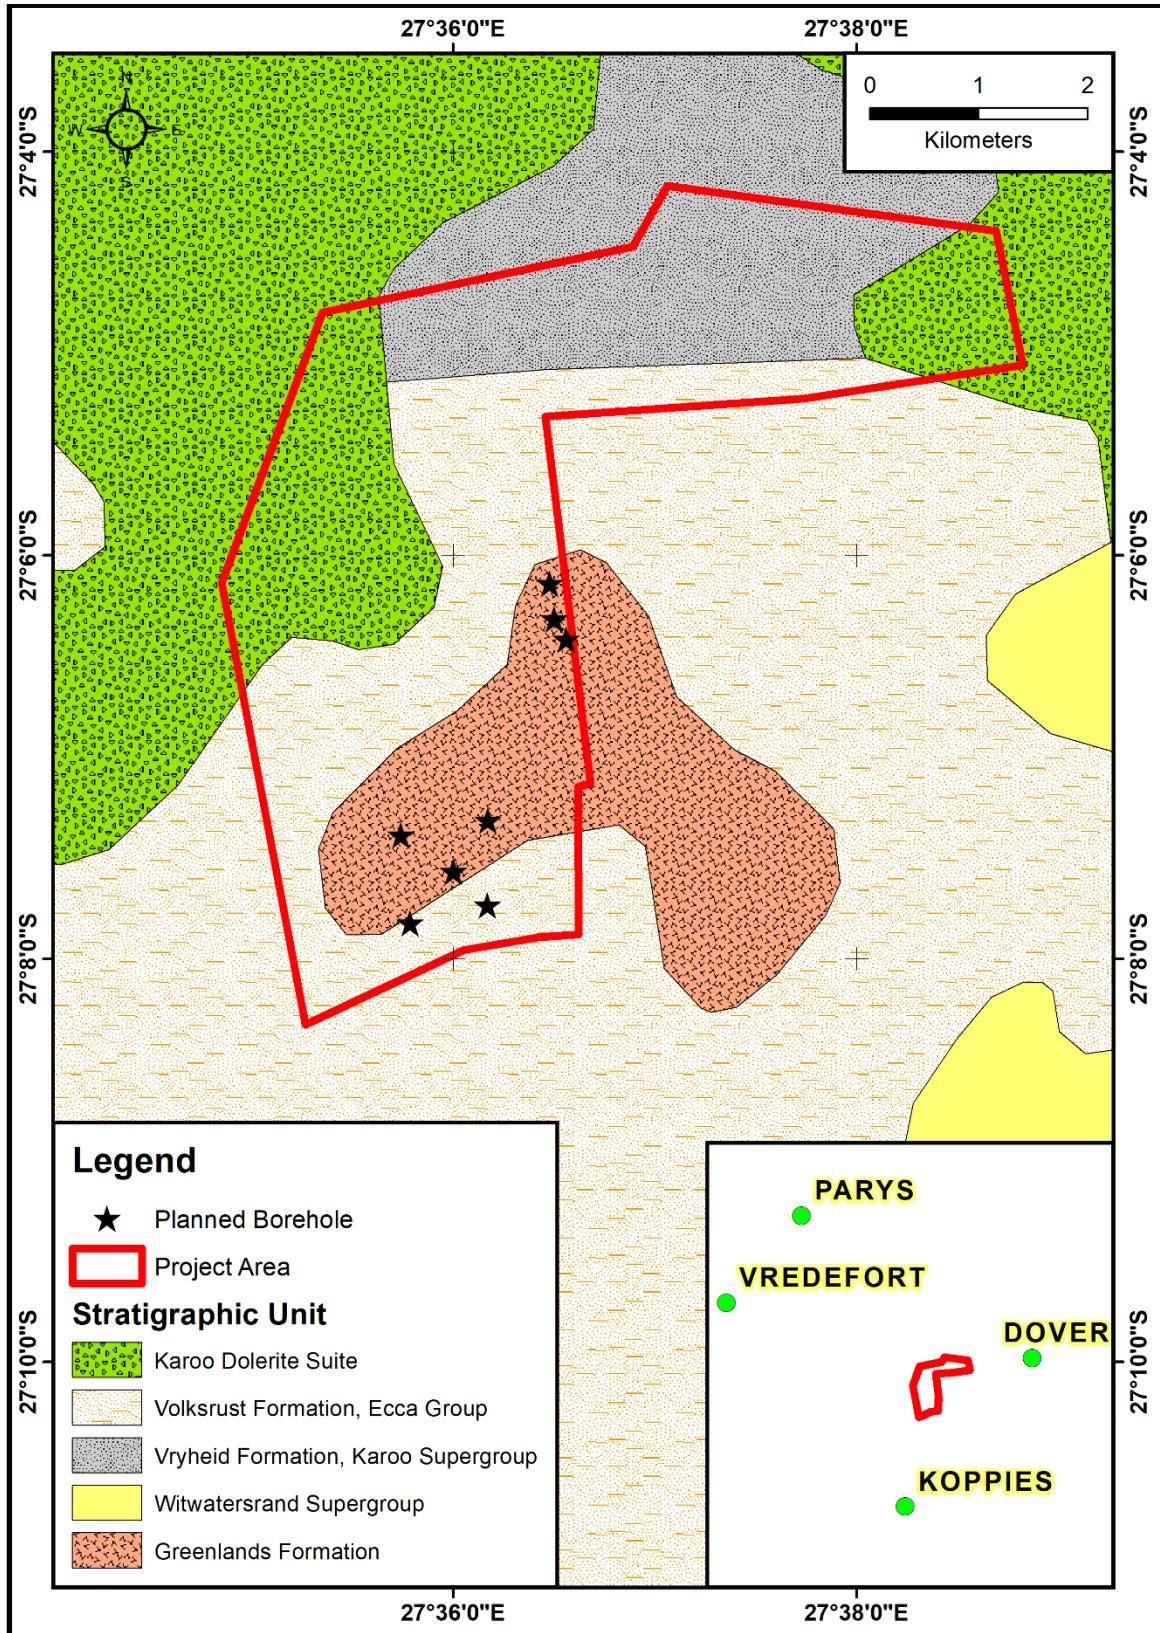 27°36'0"E
27°38'0"E
27°4'0"S
27°4'0"S
N
W
E
S
0
1
2
Kilometers
27°6'0"S
27°6'0"S
27°8'0"S
27°8'0"S
Legend
Planned Borehole
Project Area
Stratigraphic Unit
Karoo Dolerite Suite
Volksrust Formation, Ecca Group
Vryheid Formation, Karoo Supergroup
Witwatersrand Supergroup
Greenlands Formation
PARYS
VREDEFORT
DOVER
KOPPIES
27°10'0"S
27°10'0"S
27°36'0"E
27°38'0"E